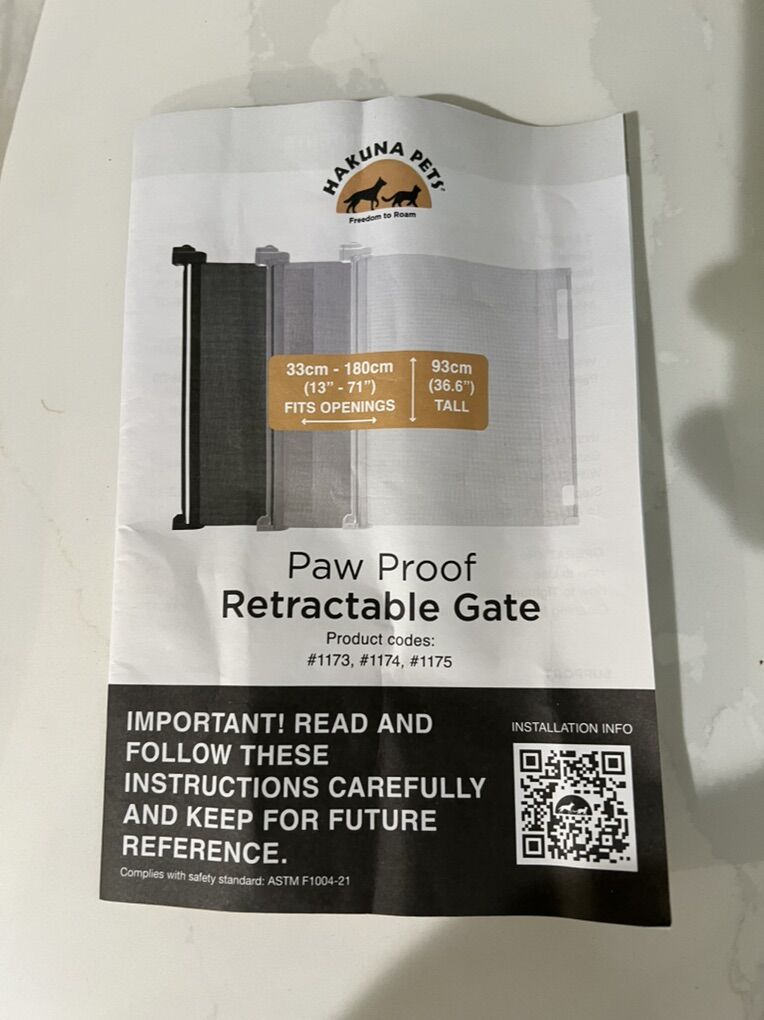 HAKUNA PETS
Freedom to Roam
33cm - 180cm
(13” - 71”)
FITS OPENINGS
93cm
(36.6”)
TALL
Paw Proof
Retractable Gate
Product codes:
#1173, #1174, #1175
IMPORTANT! READ AND
FOLLOW THESE
INSTRUCTIONS CAREFULLY
AND KEEP FOR FUTURE
REFERENCE.
Complies with safety standard: ASTM F1004-21
INSTALLATION INFO